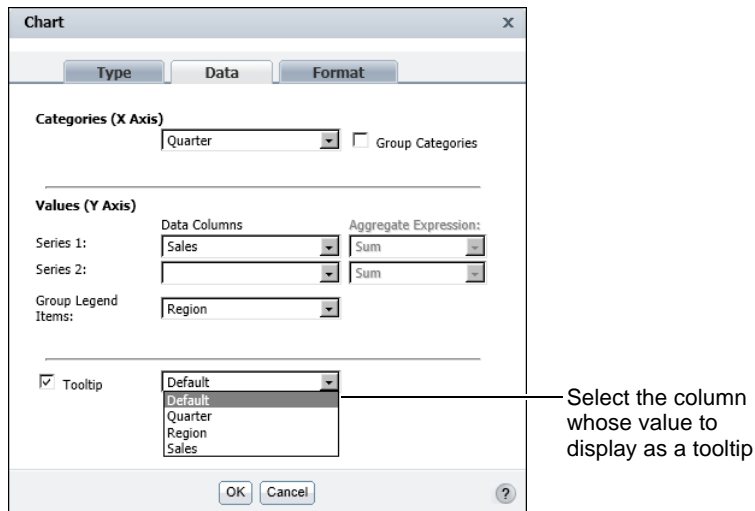 Chart x
Type Data Format
Categories (X Axis)
Quarter Group Categories
Values (Y Axis)
Data Columns Aggregate Expression:
Series 1: Sales Sum
Series 2: Sum
Group Legend
Items: Region
Tooltip Default
Default
Quarter
Region
Sales
Select the column
whose value to
display as a tooltip
OK Cancel ?